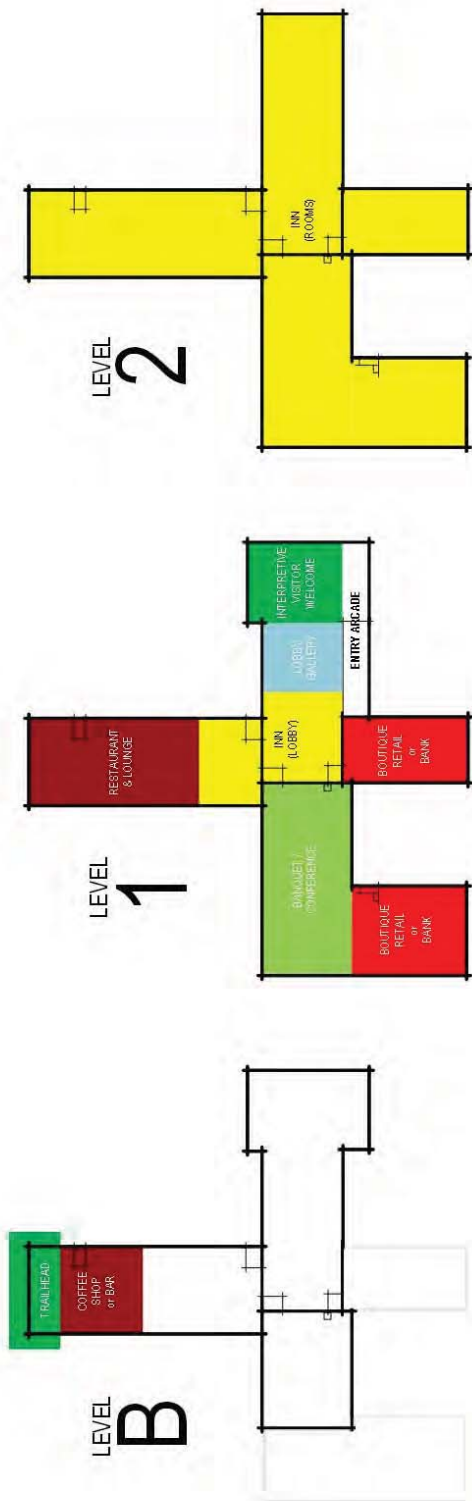 LEVEL
2
INN
(ROOMS)
LEVEL
1
RESTAURANT
& LOUNGE
INTERPRETIVE
VISITOR
WELCOME
LOBBY
GALLERY
INN
(LOBBY)
ENTRY ARCADE
BANQUET /
CONFERENCE
BOUTIQUE
RETAIL
or
BANK
BOUTIQUE
RETAIL
or
BANK
LEVEL
B
TRAILHEAD
COFFEE
SHOP
or BAR